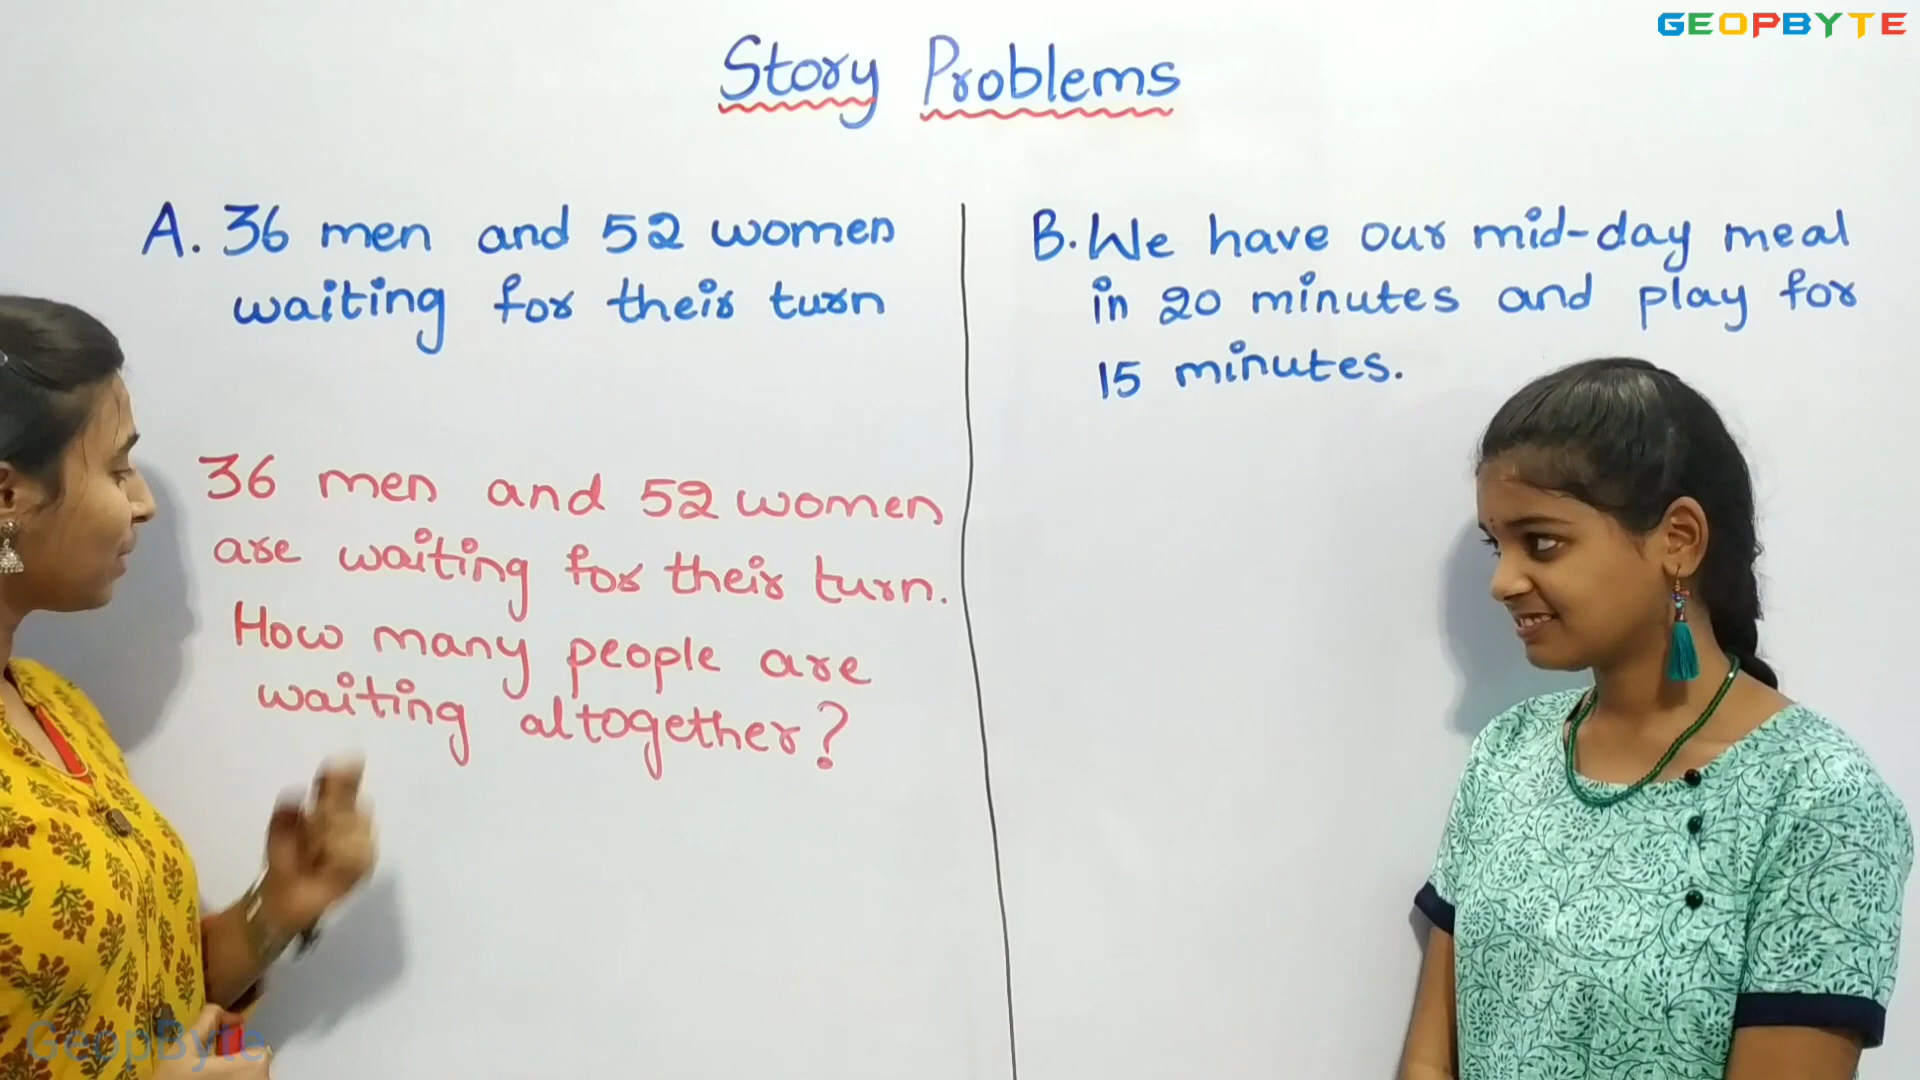 GEOPBYTE
Story Problems
A. 36 men and 52 women
waiting for their turn
36 men and 52 women
are waiting for their turn.
How many people are
waiting altogether?
B. We have our mid-day meal
in 20 minutes and play for
15 minutes.
GeopByte